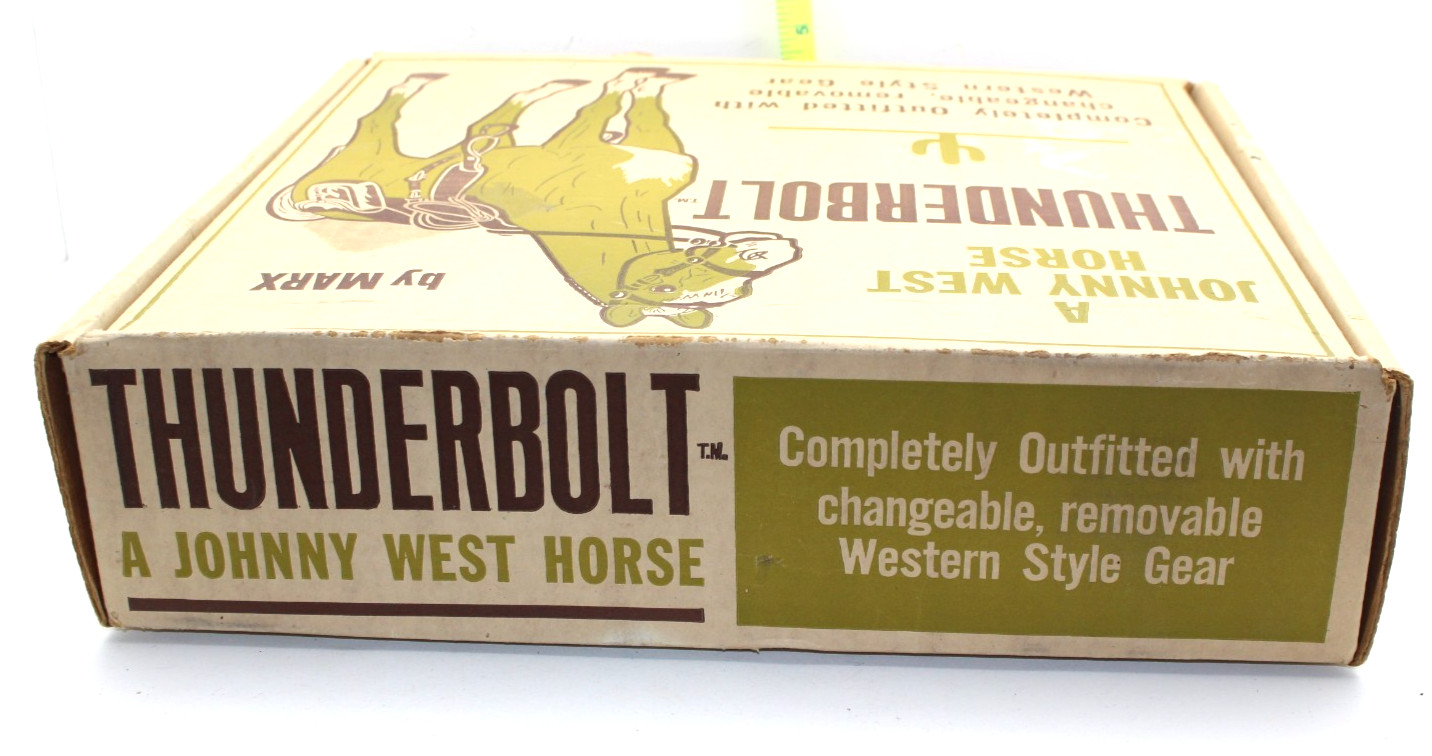 THUNDERBOLT T.M.
A JOHNNY WEST HORSE
Completely Outfitted with
changeable, removable
Western Style Gear
A
JOHNNY WEST
HORSE
THUNDERBOLT TM
Completely Outfitted with
changeable, removable
Western Style Gear
by MARX
5